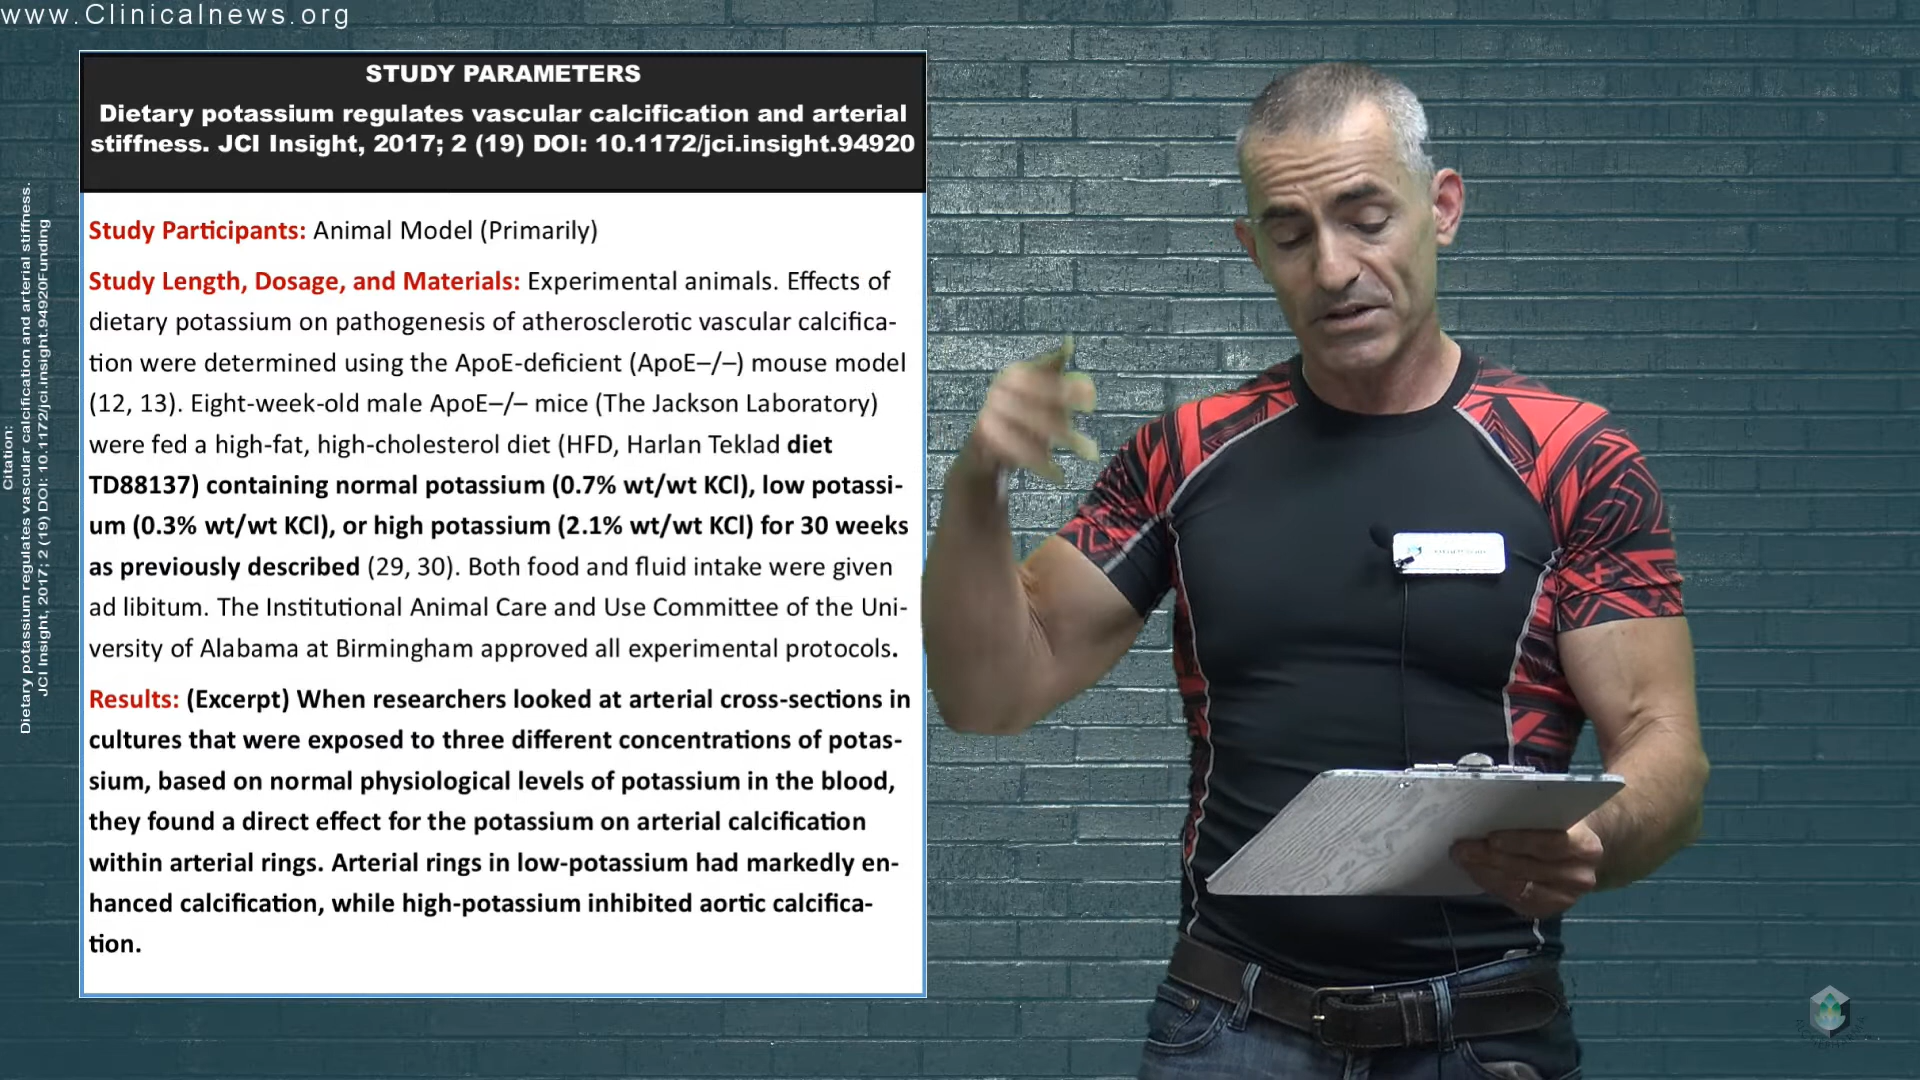 www.Clinicalnews.org
STUDY PARAMETERS
Dietary potassium regulates vascular calcification and arterial
stiffness. JCI Insight, 2017; 2 (19) DOI: 10.1172/jci.insight.94920
Study Participants: Animal Model (Primarily)
Study Length, Dosage, and Materials: Experimental animals. Effects of
dietary potassium on pathogenesis of atherosclerotic vascular calcifica-
tion were determined using the ApoE-deficient (ApoE–/–) mouse model
(12, 13). Eight-week-old male ApoE–/– mice (The Jackson Laboratory)
were fed a high-fat, high-cholesterol diet (HFD, Harlan Teklad diet
TD88137) containing normal potassium (0.7% wt/wt KCl), low potassi-
um (0.3% wt/wt KCl), or high potassium (2.1% wt/wt KCl) for 30 weeks
as previously described (29, 30). Both food and fluid intake were given
ad libitum. The Institutional Animal Care and Use Committee of the Uni-
versity of Alabama at Birmingham approved all experimental protocols.
Results: (Excerpt) When researchers looked at arterial cross-sections in
cultures that were exposed to three different concentrations of potas-
sium, based on normal physiological levels of potassium in the blood,
they found a direct effect for the potassium on arterial calcification
within arterial rings. Arterial rings in low-potassium had markedly en-
hanced calcification, while high-potassium inhibited aortic calcifica-
tion.
Citation:
Dietary potassium regulates vascular calcification and arterial stiffness.
JCI Insight, 2017; 2 (19) DOI: 10.1172/jci.insight.94920Funding